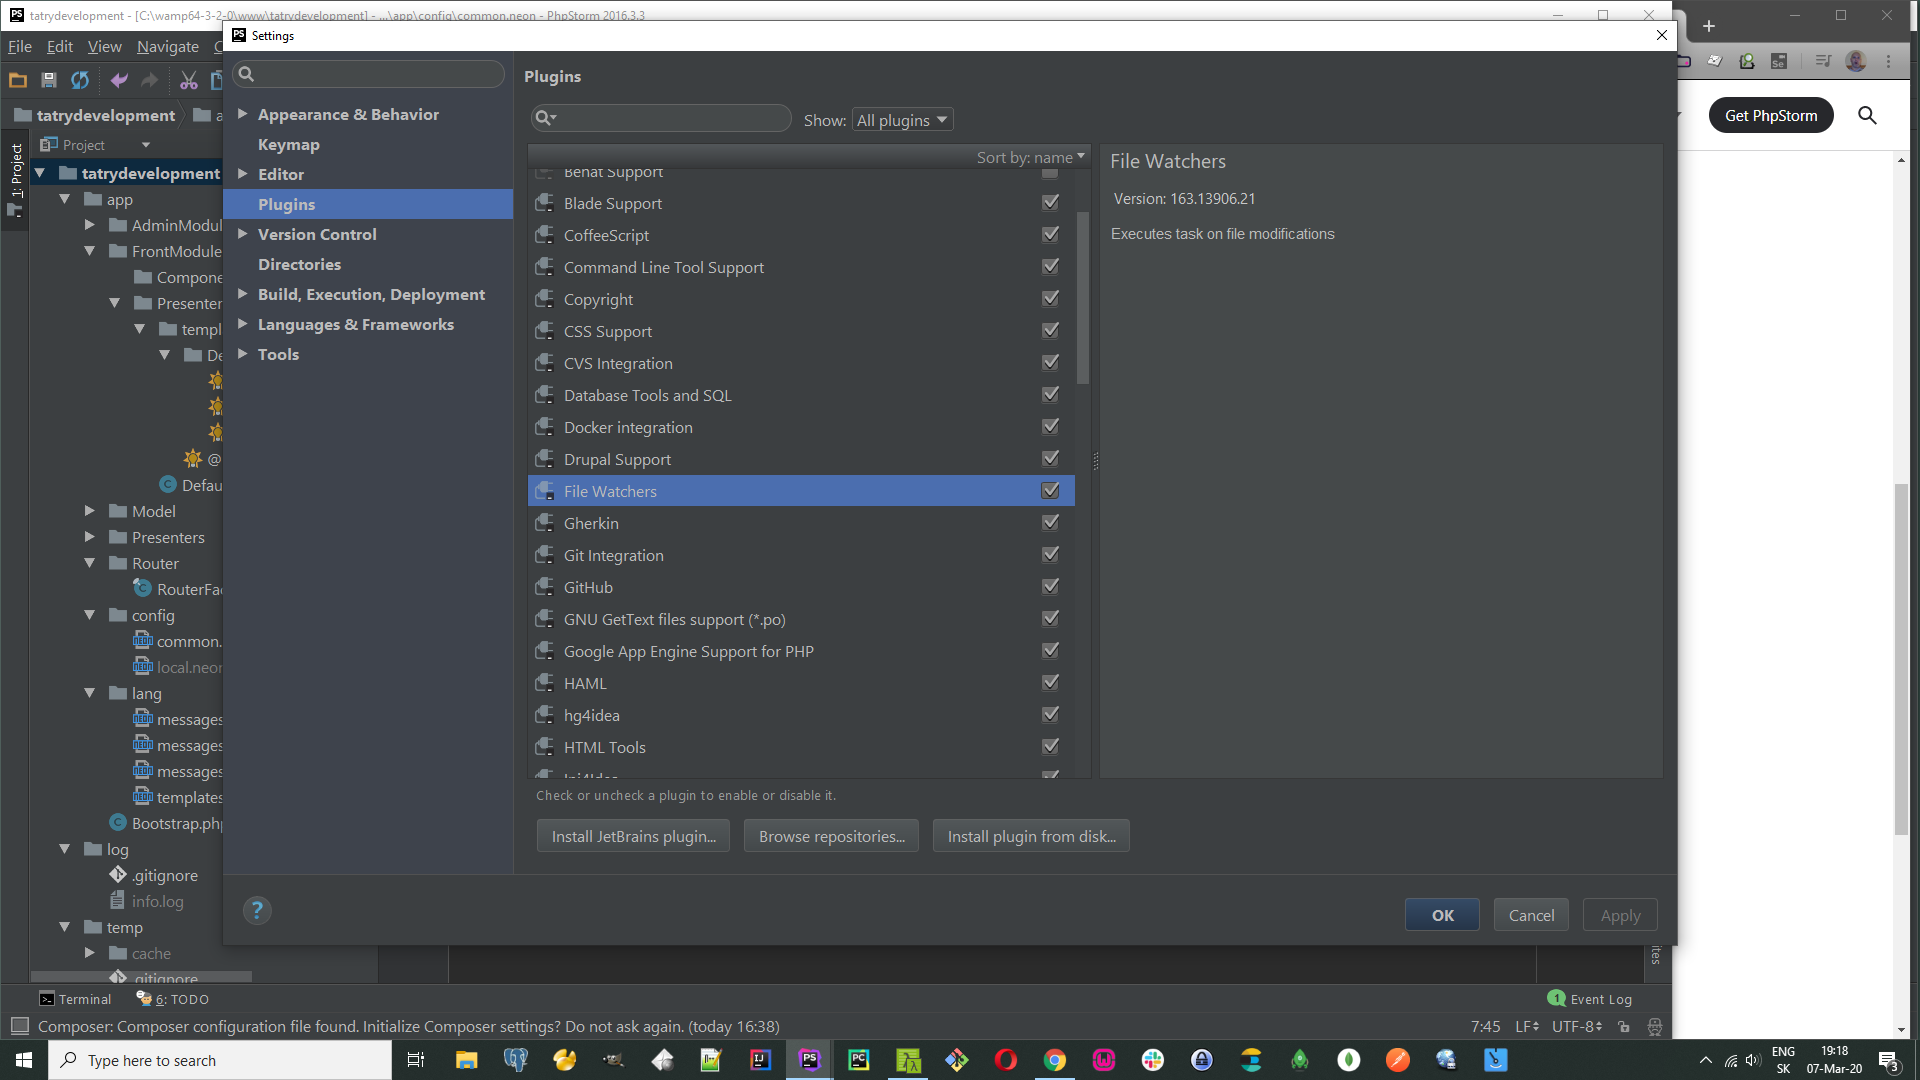 tatrydevelopment - [C:\wamp64-3-2-0\www\tatrydevelopment] - ...\app\config\common.neon - PhpStorm 2016.3.3
Settings
File Edit View Navigate
tatrydevelopment
Project
1: Project
tatrydevelopment
app
AdminModul
FrontModule
Compone
Presenter
templ
De
@
Defau
Model
Presenters
Router
RouterFac
config
common.
local.neon
lang
messages
messages
messages
templates
Bootstrap.php
log
.gitignore
info.log
temp
cache
.gitignore
Appearance & Behavior
Keymap
Editor
Plugins
Version Control
Directories
Build, Execution, Deployment
Languages & Frameworks
Tools
Plugins
Show: All plugins
Sort by: name
Behat Support
Blade Support
CoffeeScript
Command Line Tool Support
Copyright
CSS Support
CVS Integration
Database Tools and SQL
Docker integration
Drupal Support
File Watchers
Gherkin
Git Integration
GitHub
GNU GetText files support (*.po)
Google App Engine Support for PHP
HAML
hg4idea
HTML Tools
Ini4Idea
File Watchers
Version: 163.13906.21
Executes task on file modifications
Check or uncheck a plugin to enable or disable it.
Install JetBrains plugin...
Browse repositories...
Install plugin from disk...
?
OK
Cancel
Apply
Get PhpStorm
Terminal
6: TODO
1 Event Log
Composer: Composer configuration file found. Initialize Composer settings? Do not ask again. (today 16:38)
7:45 LF UTF-8
Type here to search
ENG
SK
19:18
07-Mar-20
3